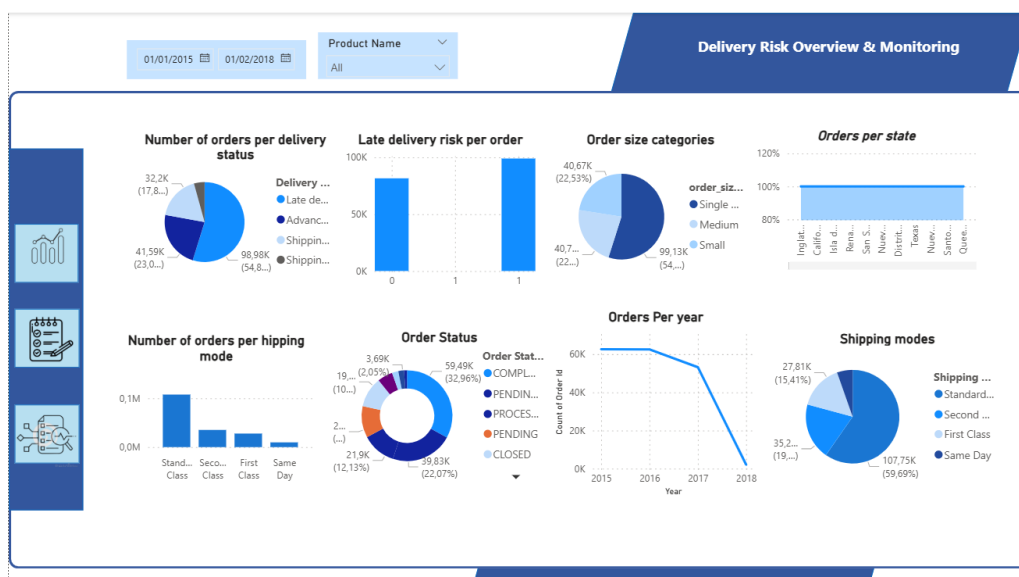 Delivery Risk Overview & Monitoring
01/01/2015
01/02/2018
Product Name
All
Number of orders per delivery
status
32,2K
(17,8...)
41,59K
(23,0...)
98,98K
(54,8...)
Delivery ...
Late de...
Advanc...
Shippin...
Shippin...
Late delivery risk per order
100K
50K
0K
0
1
1
Order size categories
40,67K
(22,53%)
40,7...
(22...)
99,13K
(54,...)
order_siz...
Single ...
Medium
Small
Orders per state
120%
100%
80%
Inglat...
Califo...
Isla d...
Rena...
San S...
Nuev...
Distrit...
Texas
Nuev...
Santo...
Quee...
Number of orders per hipping
mode
0,1M
0,0M
Stand...
Class
Seco...
Class
First
Class
Same
Day
Order Status
3,69K
(2,05%)
19,...
(10...)
2...
(...)
21,9K
(12,13%)
39,83K
(22,07%)
59,49K
(32,96%)
Order Stat...
COMPL...
PENDIN...
PROCES...
PENDING
CLOSED
Orders Per year
Count of Order Id
60K
40K
20K
0K
2015
2016
2017
2018
Year
Shipping modes
27,81K
(15,41%)
35,2...
(19,...)
107,75K
(59,69%)
Shipping ...
Standard...
Second ...
First Class
Same Day